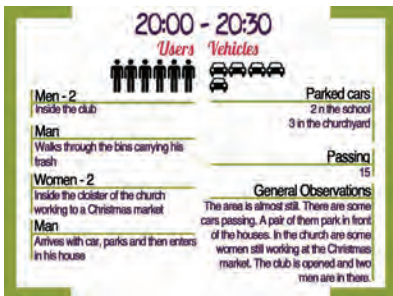 20:00 - 20:30
Users Vehicles
Men - 2
Inside the club
Man
Walks through the bins carrying his
trash
Women - 2
Inside the cloister of the church
working to a Christmas market
Man
Arrives with car, parks and then enters
in his house
Parked cars
2 n the school
3 in the churchyard
Passing
15
General Observations
The area is almost still. There are some
cars passing. A pair of them park in front
of the houses. In the church are some
women still working at the Christmas
market. The club is opened and two
men are in there.